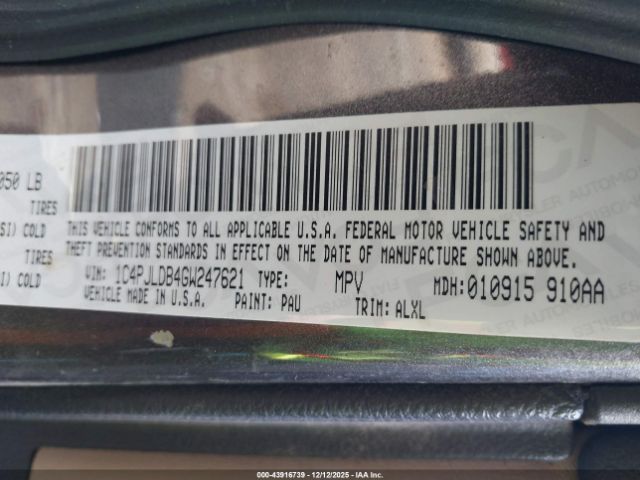 050 LB
TIRES
SI) COLD
TIRES
SI) COLD
THIS VEHICLE CONFORMS TO ALL APPLICABLE U.S.A. FEDERAL MOTOR VEHICLE SAFETY AND
THEFT PREVENTION STANDARDS IN EFFECT ON THE DATE OF MANUFACTURE SHOWN ABOVE.
VIN: 1C4PJLDB4GW247621 TYPE: MPV MDH: 010915 910AA
VEHICLE MADE IN U.S.A. PAINT: PAU TRIM: ALXL
000-43916739 - 12/12/2025 - IAA Inc.